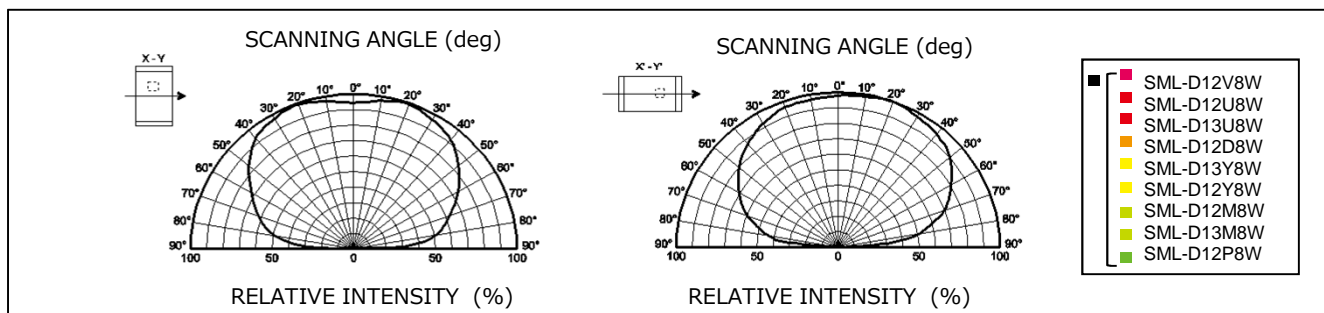 SCANNING ANGLE (deg)
X - Y
0°
10° 10°
20° 20°
30° 30°
40° 40°
50° 50°
60° 60°
70° 70°
80° 80°
90° 90°
100 50 0 50 100
RELATIVE INTENSITY (%)
SCANNING ANGLE (deg)
X' - Y'
0°
10° 10°
20° 20°
30° 30°
40° 40°
50° 50°
60° 60°
70° 70°
80° 80°
90° 90°
100 50 0 50 100
RELATIVE INTENSITY (%)
SML-D12V8W
SML-D12U8W
SML-D13U8W
SML-D12D8W
SML-D13Y8W
SML-D12Y8W
SML-D12M8W
SML-D13M8W
SML-D12P8W